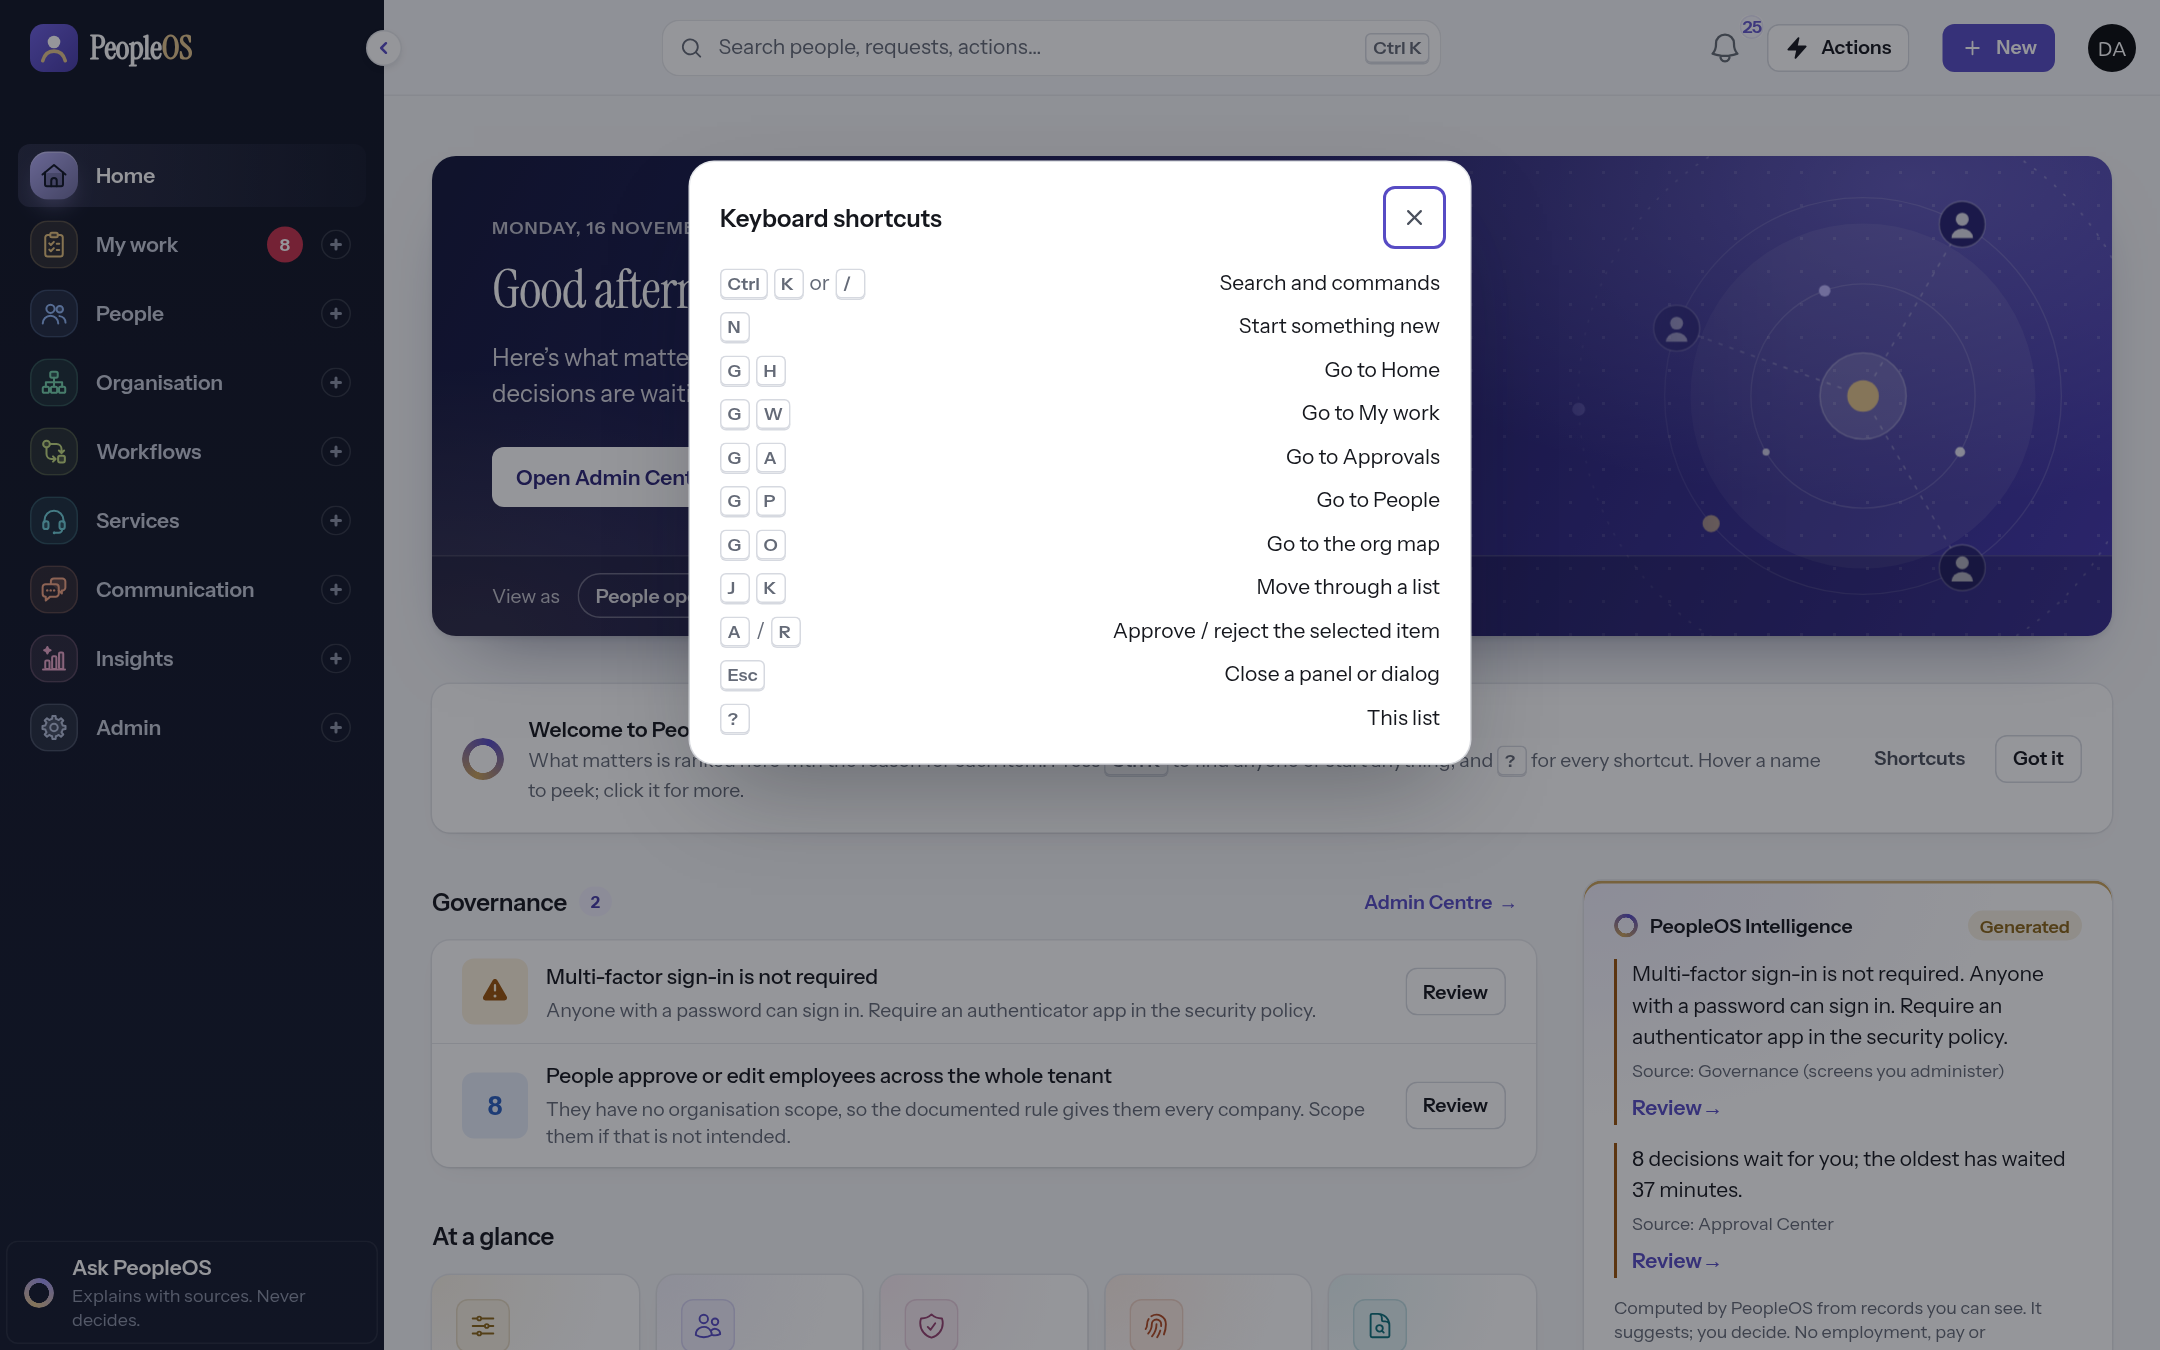 PeopleOS
Search people, requests, actions...
Ctrl K
25
Actions
New
DA
Home
My work
8
People
Organisation
Workflows
Services
Communication
Insights
Admin
Ask PeopleOS
Explains with sources. Never
decides.
MONDAY, 16
Good
Here's what
decisions are
Open Admin
View as
People
Keyboard shortcuts
Ctrl K or / Search and commands
N Start something new
G H Go to Home
G W Go to My work
G A Go to Approvals
G P Go to People
G O Go to the org map
J K Move through a list
A / R Approve / reject the selected item
Esc Close a panel or dialog
? This list
Welcome to
What matters is and ? for every shortcut. Hover a name
to peek; click it for more.
Shortcuts
Got it
Governance 2
Admin Centre →
Multi-factor sign-in is not required
Anyone with a password can sign in. Require an authenticator app in the security policy.
Review
8
People approve or edit employees across the whole tenant
They have no organisation scope, so the documented rule gives them every company. Scope
them if that is not intended.
Review
At a glance
PeopleOS Intelligence
Generated
Multi-factor sign-in is not required. Anyone
with a password can sign in. Require an
authenticator app in the security policy.
Source: Governance (screens you administer)
Review →
8 decisions wait for you; the oldest has waited
37 minutes.
Source: Approval Center
Review →
Computed by PeopleOS from records you can see. It
suggests; you decide. No employment, pay or